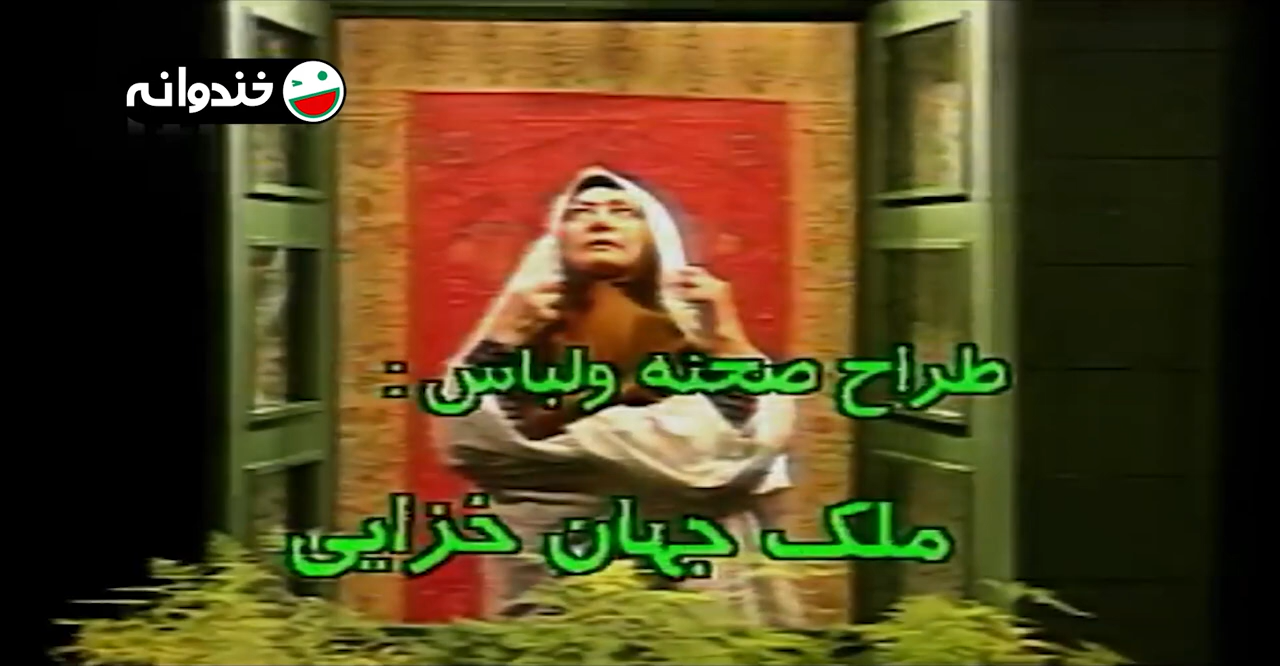 خندوانه
طراح صحنه ولباس :
ملک جهان خزایی